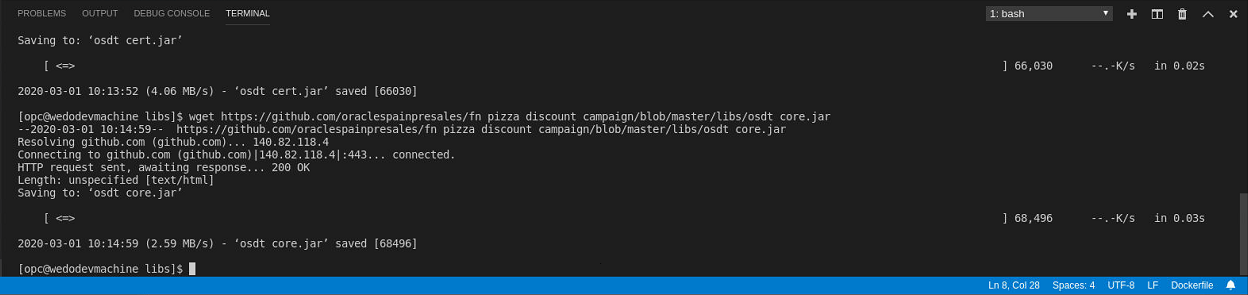 PROBLEMS OUTPUT DEBUG CONSOLE TERMINAL 1: bash
Saving to: ‘osdt cert.jar’
[ <=> ] 66,030 --.-K/s in 0.02s
2020-03-01 10:13:52 (4.06 MB/s) - ‘osdt cert.jar’ saved [66030]
[opc@wedodevmachine libs]$ wget https://github.com/oraclespainpresales/fn pizza discount campaign/blob/master/libs/osdt core.jar
--2020-03-01 10:14:59-- https://github.com/oraclespainpresales/fn pizza discount campaign/blob/master/libs/osdt core.jar
Resolving github.com (github.com)... 140.82.118.4
Connecting to github.com (github.com)|140.82.118.4|:443... connected.
HTTP request sent, awaiting response... 200 OK
Length: unspecified [text/html]
Saving to: ‘osdt core.jar’
[ <=> ] 68,496 --.-K/s in 0.03s
2020-03-01 10:14:59 (2.59 MB/s) - ‘osdt core.jar’ saved [68496]
[opc@wedodevmachine libs]$
Ln 8, Col 28 Spaces: 4 UTF-8 LF Dockerfile